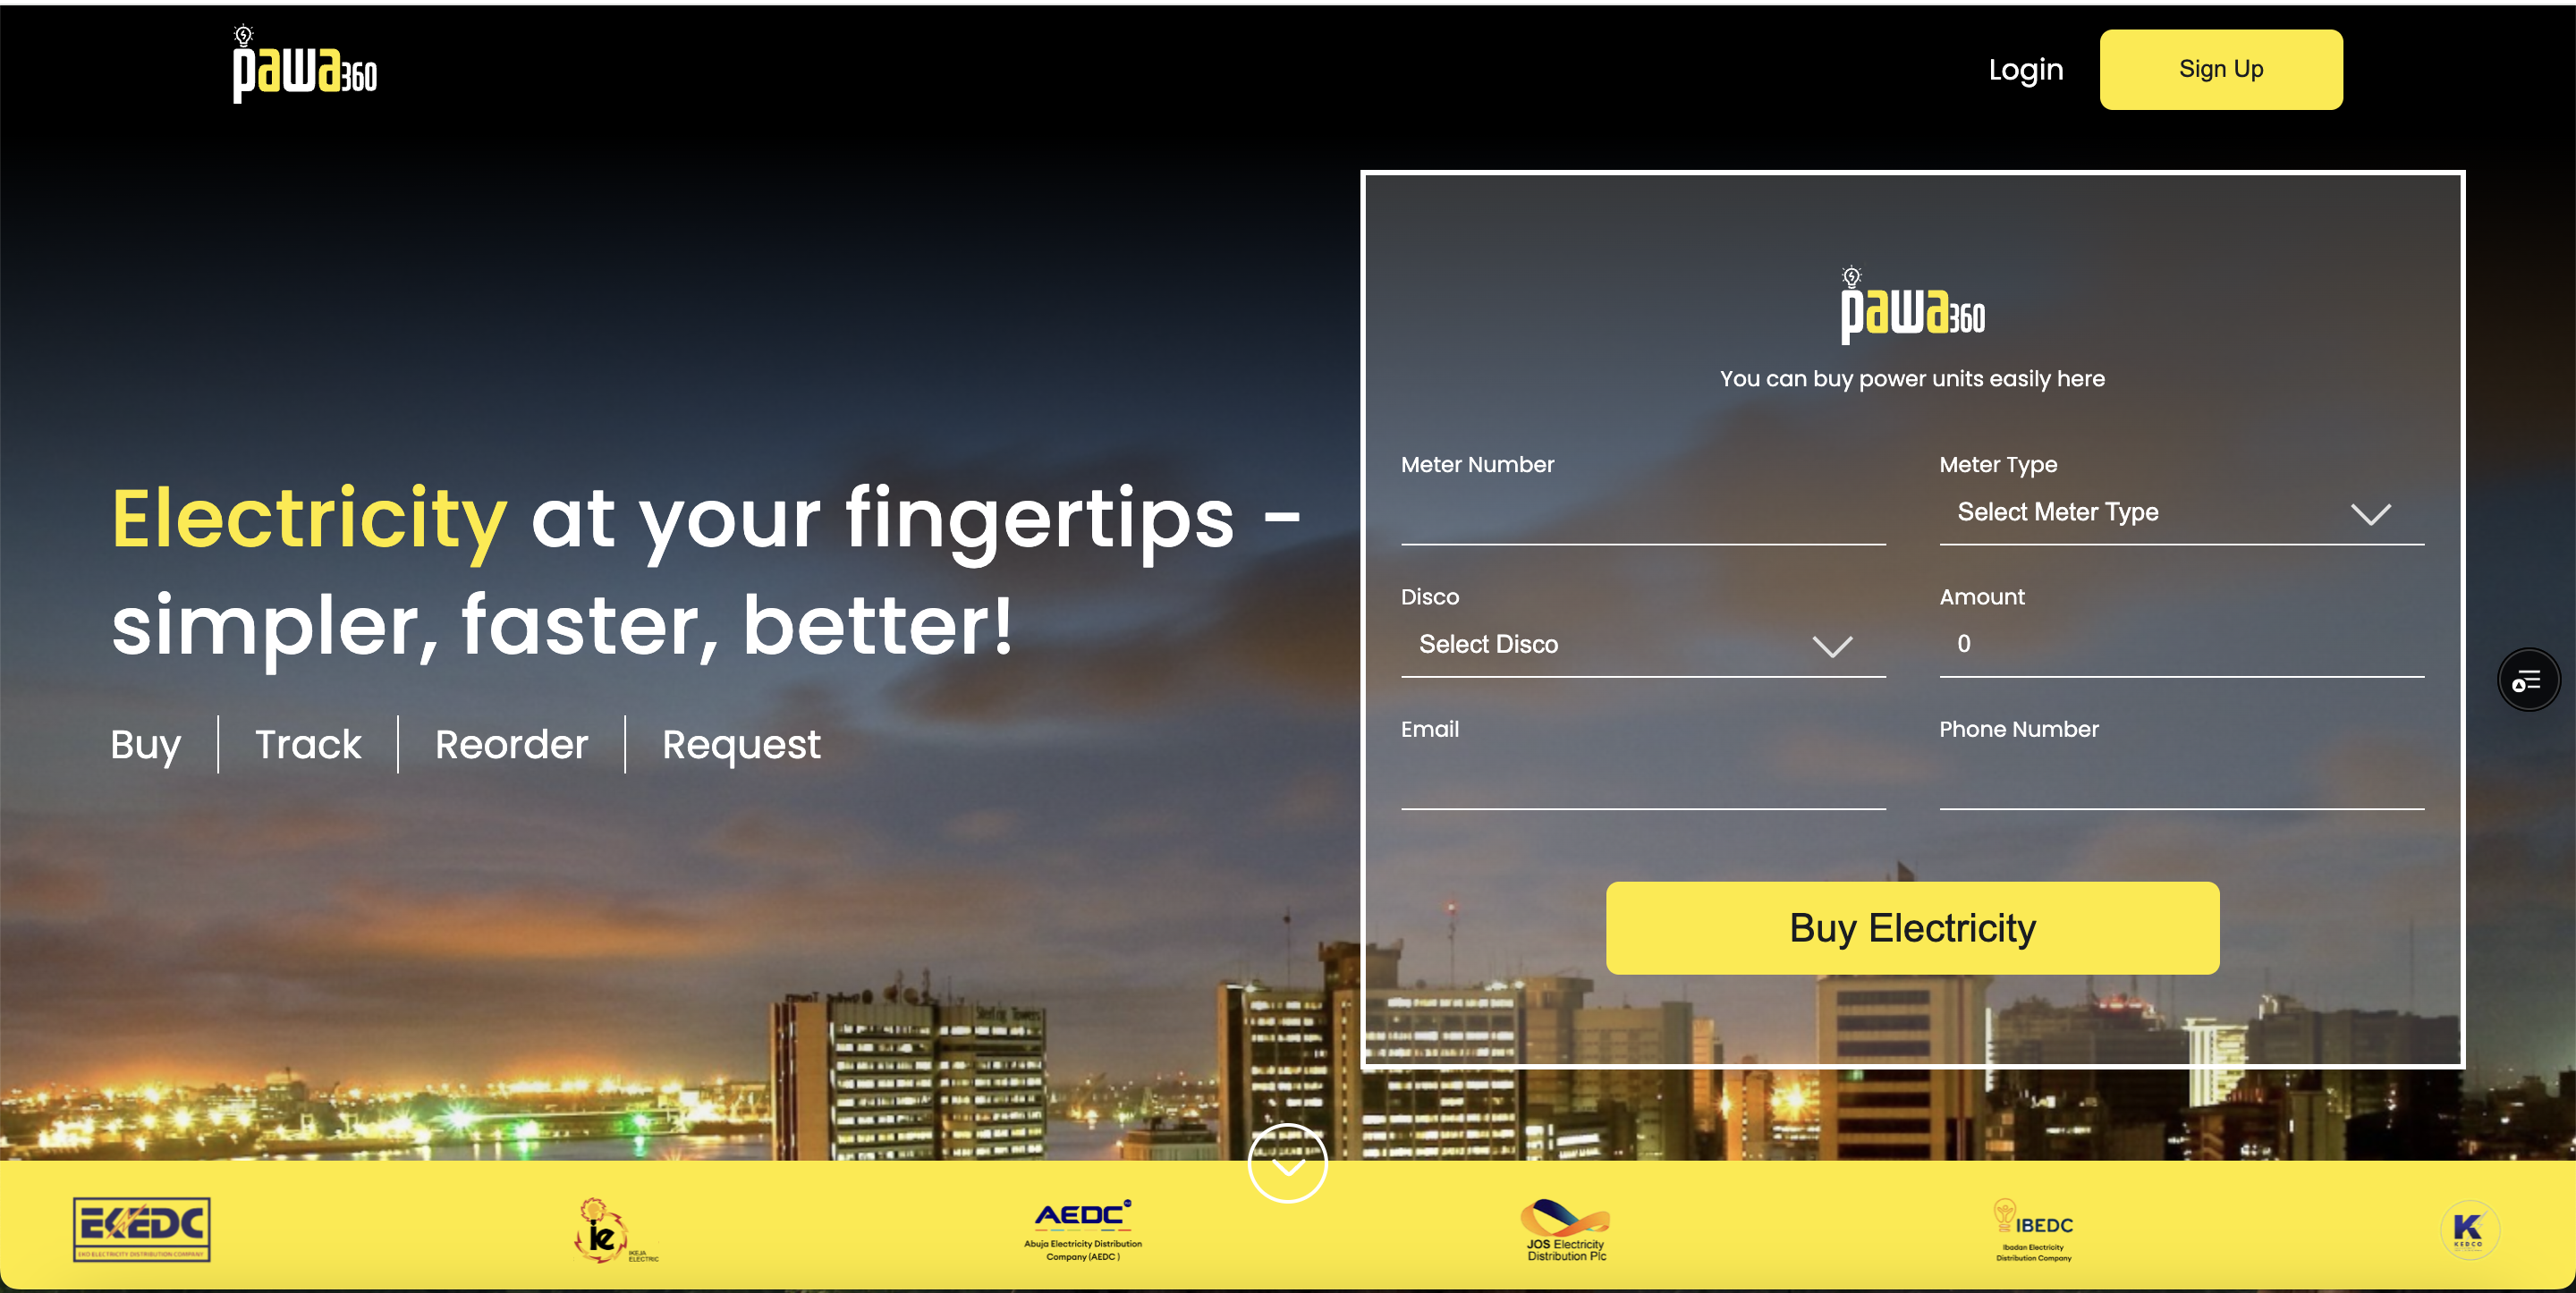 pawa360
Login
Sign Up
Electricity at your fingertips -
simpler, faster, better!
Buy
Track
Reorder
Request
pawa360
You can buy power units easily here
Meter Number
Meter Type
Select Meter Type
Disco
Select Disco
Amount
0
Email
Phone Number
Buy Electricity
Sterling Towers
EKEDC
EKO ELECTRICITY DISTRIBUTION COMPANY
ie
IKEJA
ELECTRIC
AEDC
Abuja Electricity Distribution
Company (AEDC )
JOS Electricity
Distribution Plc
IBEDC
Ibadan Electricity
Distribution Company
K
KEDCO